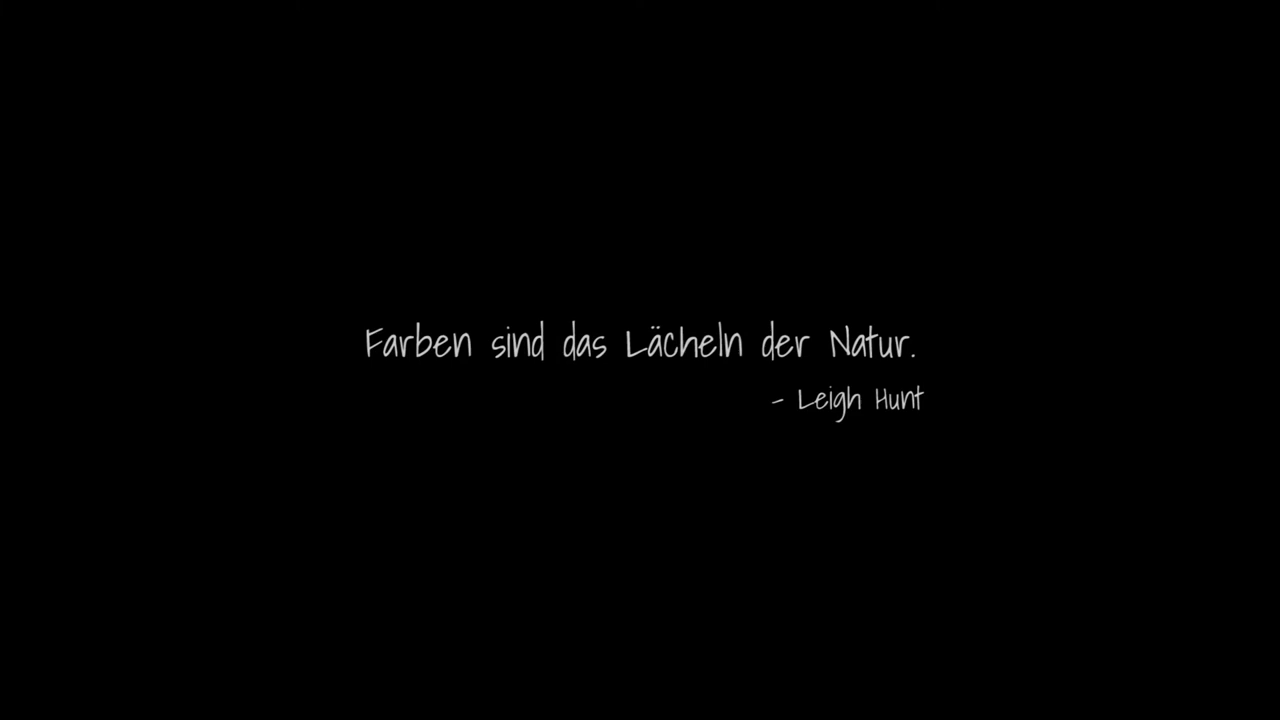 Farben sind das Lächeln der Natur.
- Leigh Hunt